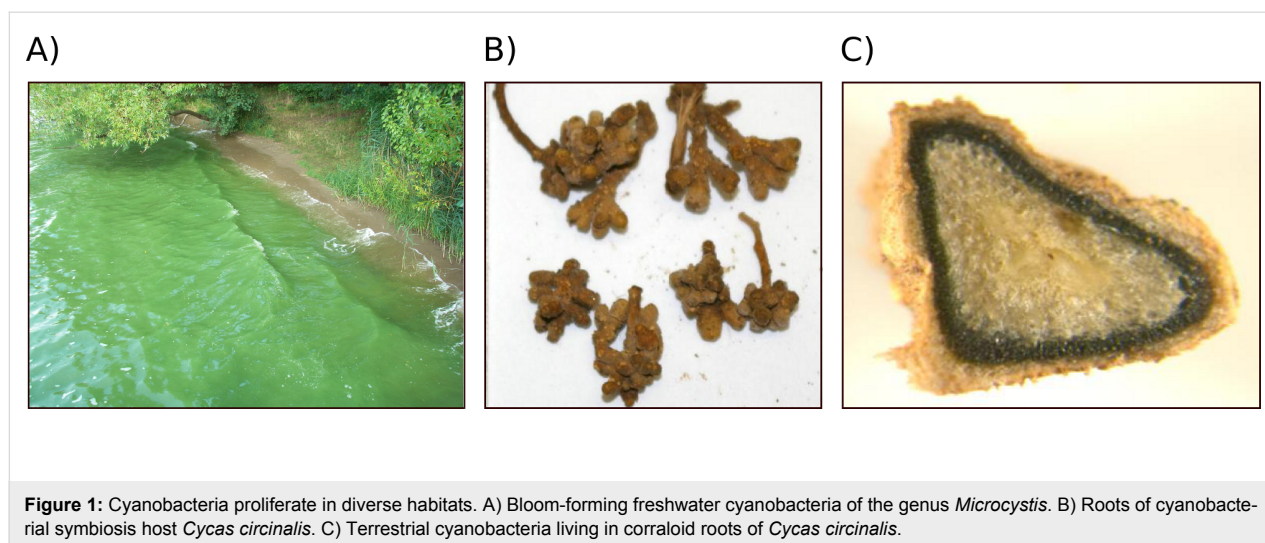 A)
B)
C)
Figure 1: Cyanobacteria proliferate in diverse habitats. A) Bloom-forming freshwater cyanobacteria of the genus Microcystis. B) Roots of cyanobacte-
rial symbiosis host Cycas circinalis. C) Terrestrial cyanobacteria living in corraloid roots of Cycas circinalis.